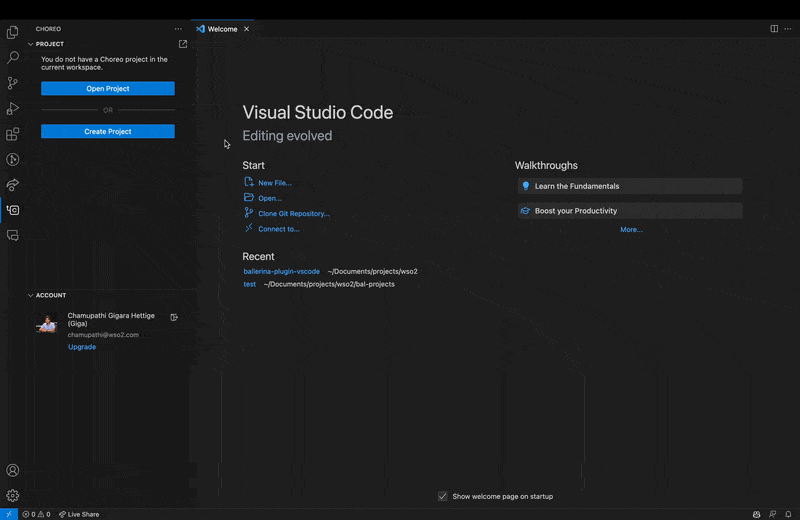 CHOREO
PROJECT
You do not have a Choreo project in the
current workspace.
Open Project
OR
Create Project
ACCOUNT
Chamupathi Gigara Hettige
(Giga)
chamupathi@wso2.com
Upgrade
Welcome
Visual Studio Code
Editing evolved
Start
New File...
Open...
Clone Git Repository...
Connect to...
Recent
ballerina-plugin-vscode ~/Documents/projects/wso2
test ~/Documents/projects/wso2/bal-projects
Walkthroughs
Learn the Fundamentals
Boost your Productivity
More...
Show welcome page on startup
0 0 Live Share